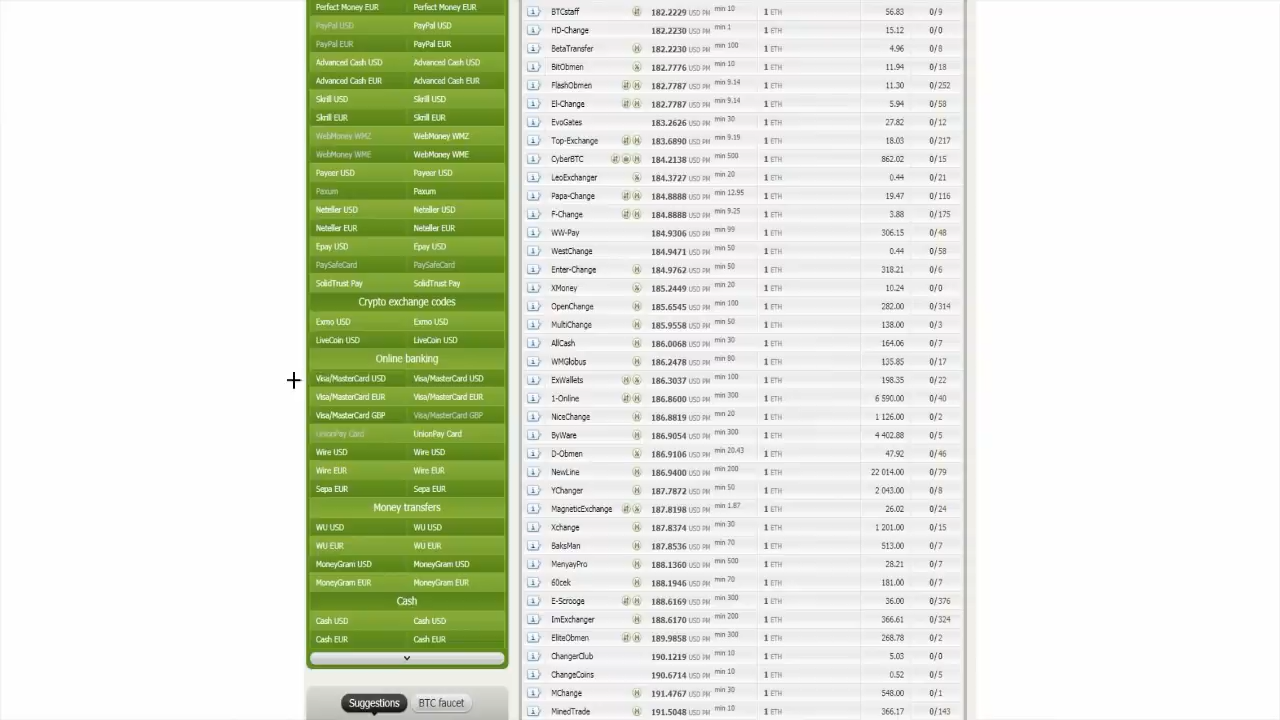 Perfect Money EUR Perfect Money EUR
PayPal USD PayPal USD
PayPal EUR PayPal EUR
Advanced Cash USD Advanced Cash USD
Advanced Cash EUR Advanced Cash EUR
Skrill USD Skrill USD
Skrill EUR Skrill EUR
WebMoney WMZ WebMoney WMZ
WebMoney WME WebMoney WME
Payeer USD Payeer USD
Paxum Paxum
Neteller USD Neteller USD
Neteller EUR Neteller EUR
Epay USD Epay USD
PaySafeCard PaySafeCard
SolidTrust Pay SolidTrust Pay
Crypto exchange codes
Exmo USD Exmo USD
LiveCoin USD LiveCoin USD
Online banking
Visa/MasterCard USD Visa/MasterCard USD
Visa/MasterCard EUR Visa/MasterCard EUR
Visa/MasterCard GBP Visa/MasterCard GBP
UnionPay Card UnionPay Card
Wire USD Wire USD
Wire EUR Wire EUR
Sepa EUR Sepa EUR
Money transfers
WU USD WU USD
WU EUR WU EUR
MoneyGram USD MoneyGram USD
MoneyGram EUR MoneyGram EUR
Cash
Cash USD Cash USD
Cash EUR Cash EUR
Suggestions BTC faucet
BTCstaff 182.2229 USD PM min 10 1 ETH 56.83 0/9
HD-Change 182.2230 USD PM min 1 1 ETH 15.12 0/0
BetaTransfer 182.2230 USD PM min 100 1 ETH 4.96 0/8
BitObmen 182.7776 USD PM min 10 1 ETH 11.94 0/18
FlashObmen 182.7787 USD PM min 9.14 1 ETH 11.30 0/252
El-Change 182.7787 USD PM min 9.14 1 ETH 5.94 0/58
EvoGates 183.2626 USD PM min 30 1 ETH 27.82 0/12
Top-Exchange 183.6890 USD PM min 9.19 1 ETH 18.03 0/217
CyberBTC 184.2138 USD PM min 500 1 ETH 862.02 0/15
LeoExchanger 184.3727 USD PM min 20 1 ETH 0.44 0/21
Papa-Change 184.8888 USD PM min 12.95 1 ETH 19.47 0/116
F-Change 184.8888 USD PM min 9.25 1 ETH 3.88 0/175
WW-Pay 184.9306 USD PM min 99 1 ETH 306.15 0/48
WestChange 184.9471 USD PM min 50 1 ETH 0.44 0/58
Enter-Change 184.9762 USD PM min 50 1 ETH 318.21 0/6
XMoney 185.2449 USD PM min 20 1 ETH 10.24 0/0
OpenChange 185.6545 USD PM min 100 1 ETH 282.00 0/314
MultiChange 185.9558 USD PM min 50 1 ETH 138.00 0/3
AllCash 186.0068 USD PM min 30 1 ETH 164.06 0/7
WMGlobus 186.2478 USD PM min 80 1 ETH 135.85 0/17
ExWallets 186.3037 USD PM min 100 1 ETH 198.35 0/22
1-Online 186.8600 USD PM min 300 1 ETH 6 590.00 0/40
NiceChange 186.8819 USD PM min 20 1 ETH 1 126.00 0/2
ByWare 186.9054 USD PM min 300 1 ETH 4 402.88 0/5
D-Obmen 186.9106 USD PM min 20.43 1 ETH 47.92 0/46
NewLine 186.9400 USD PM min 200 1 ETH 22 014.00 0/79
YChanger 187.7872 USD PM min 50 1 ETH 2 043.00 0/8
MagneticExchange 187.8198 USD PM min 1.87 1 ETH 26.02 0/24
Xchange 187.8374 USD PM min 30 1 ETH 1 201.00 0/15
BaksMan 187.8536 USD PM min 70 1 ETH 513.00 0/7
MenyayPro 188.1360 USD PM min 500 1 ETH 28.21 0/7
60cek 188.1946 USD PM min 70 1 ETH 181.00 0/7
E-Scrooge 188.6169 USD PM min 300 1 ETH 36.00 0/376
ImExchanger 188.6170 USD PM min 200 1 ETH 366.61 0/324
EliteObmen 189.9858 USD PM min 300 1 ETH 268.78 0/2
ChangerClub 190.1219 USD PM min 10 1 ETH 5.03 0/0
ChangeCoins 190.6714 USD PM min 10 1 ETH 0.52 0/5
MChange 191.4767 USD PM min 30 1 ETH 548.00 0/1
MinedTrade 191.5048 USD PM min 10 1 ETH 366.17 0/143